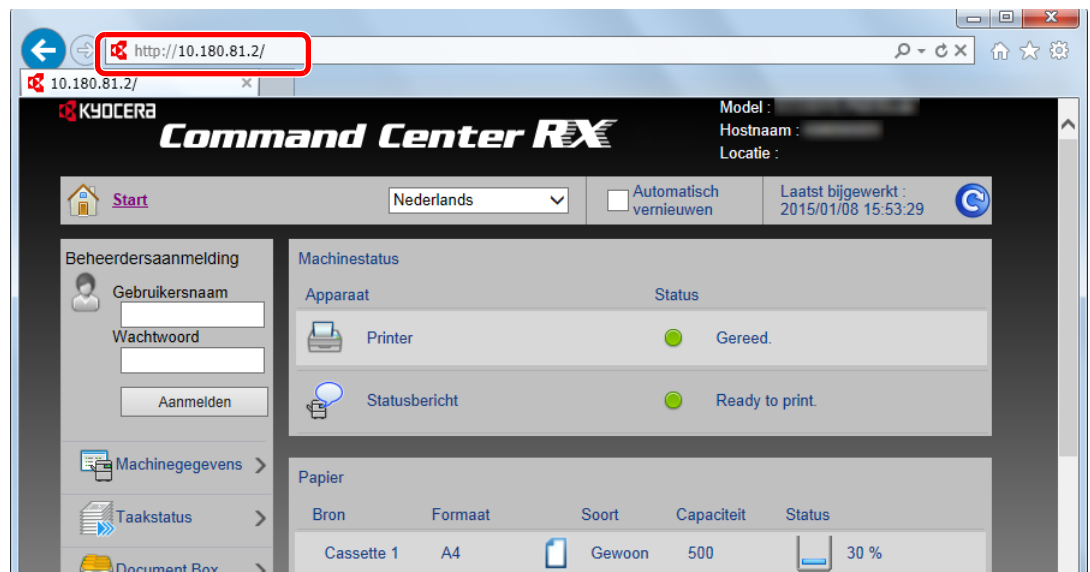 http://10.180.81.2/
10.180.81.2/
KYOCERA
Command Center RX
Model :
Hostnaam :
Locatie :
Start
Nederlands
Automatisch
vernieuwen
Laatst bijgewerkt :
2015/01/08 15:53:29
Beheerdersaanmelding
Gebruikersnaam
Wachtwoord
Aanmelden
Machinegegevens
Taakstatus
Document Box
Machinestatus
Apparaat Status
Printer Gereed.
Statusbericht Ready to print.
Papier
Bron Formaat Soort Capaciteit Status
Cassette 1 A4 Gewoon 500 30 %